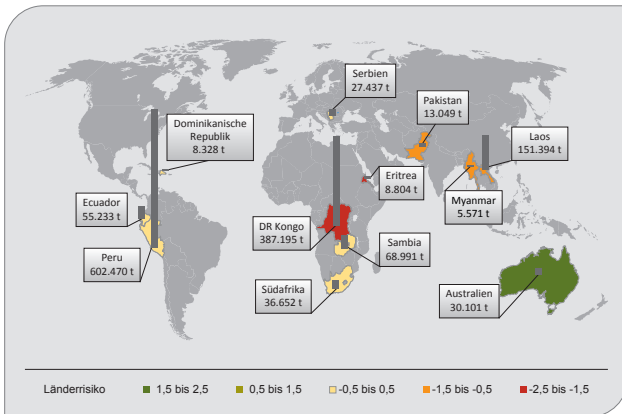 Serbien
27.437 t
Pakistan
13.049 t
Dominikanische
Republik
8.328 t
Laos
151.394 t
Eritrea
8.804 t
Ecuador
55.233 t
Myanmar
5.571 t
DR Kongo
387.195 t
Sambia
68.991 t
Peru
602.470 t
Südafrika
36.652 t
Australien
30.101 t
Länderrisiko 1,5 bis 2,5 0,5 bis 1,5 -0,5 bis 0,5 -1,5 bis -0,5 -2,5 bis -1,5